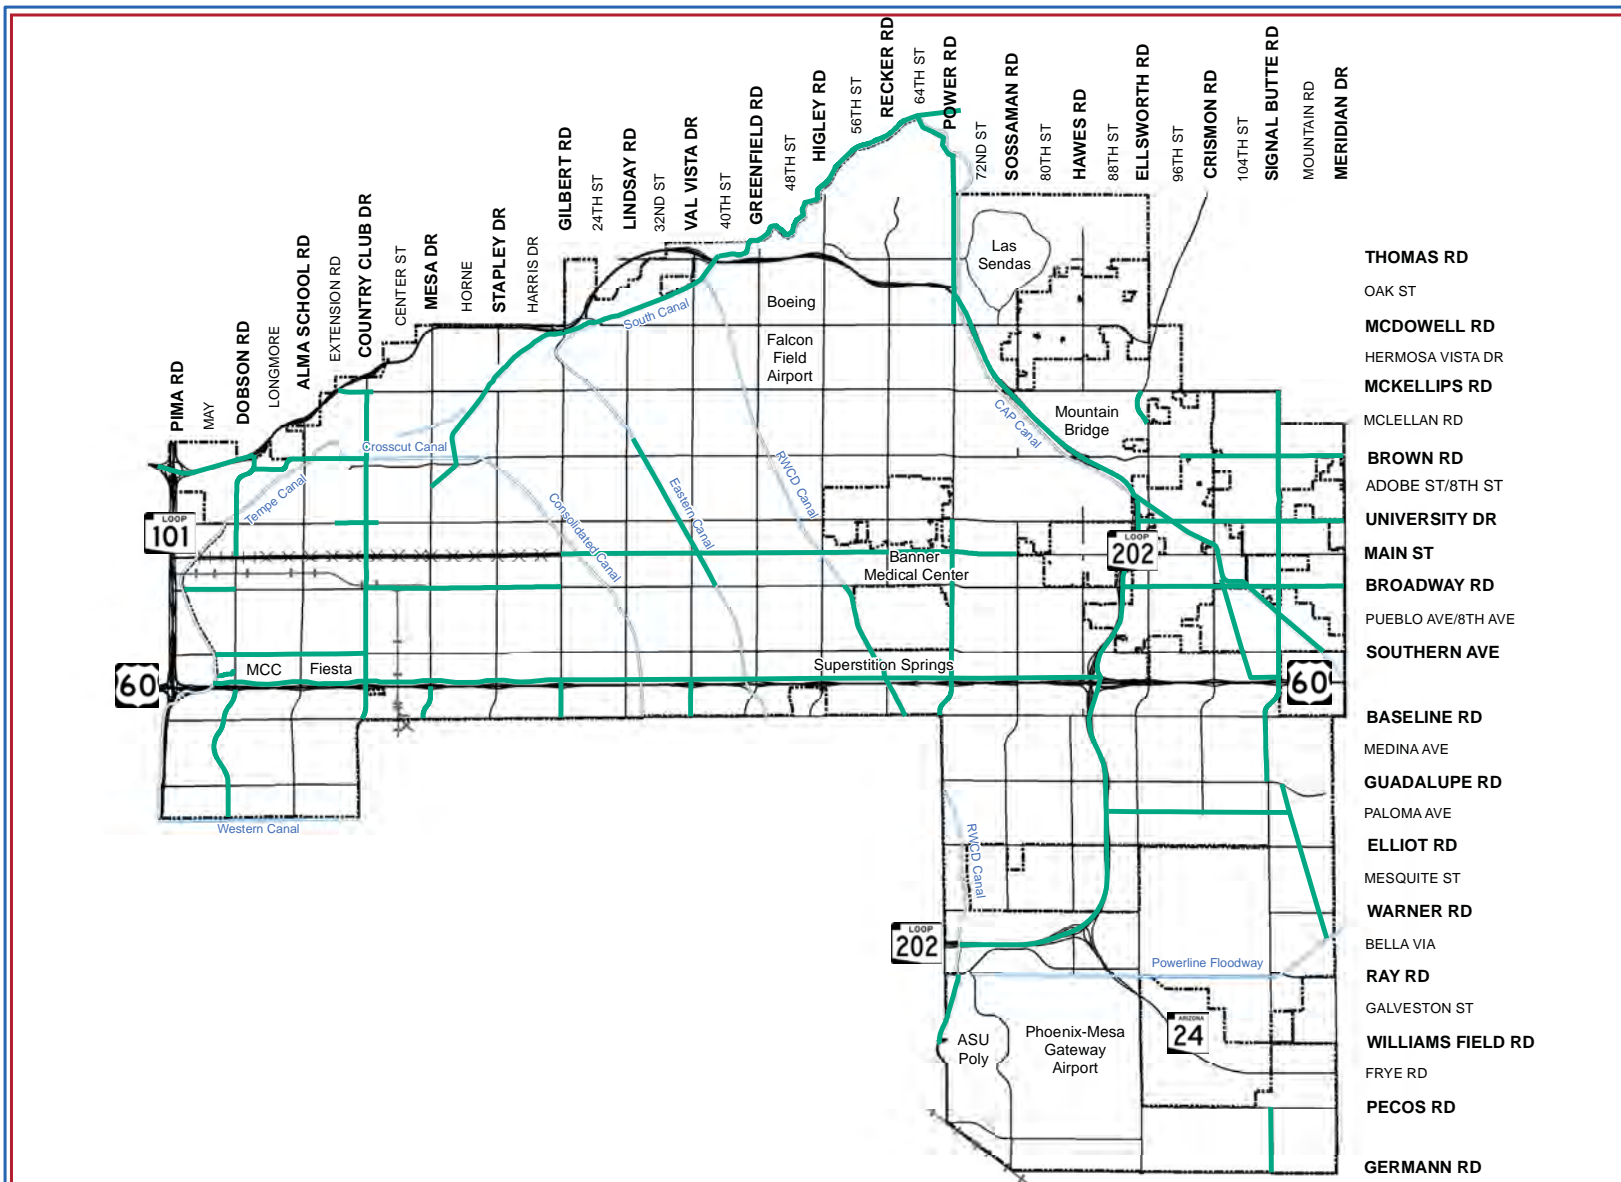 PIMA RD
MAY
DOBSON RD
LONGMORE
ALMA SCHOOL RD
EXTENSION RD
COUNTRY CLUB DR
CENTER ST
MESA DR
HORNE
STAPLEY DR
HARRIS DR
GILBERT RD
24TH ST
LINDSAY RD
32ND ST
VAL VISTA DR
40TH ST
GREENFIELD RD
48TH ST
HIGLEY RD
56TH ST
RECKER RD
64TH ST
POWER RD
72ND ST
SOSSAMAN RD
80TH ST
HAWES RD
88TH ST
ELLSWORTH RD
96TH ST
CRISMON RD
104TH ST
SIGNAL BUTTE RD
MOUNTAIN RD
MERIDIAN DR
THOMAS RD
OAK ST
MCDOWELL RD
HERMOSA VISTA DR
MCKELLIPS RD
MCLELLAN RD
BROWN RD
ADOBE ST/8TH ST
UNIVERSITY DR
MAIN ST
BROADWAY RD
PUEBLO AVE/8TH AVE
SOUTHERN AVE
BASELINE RD
MEDINA AVE
GUADALUPE RD
PALOMA AVE
ELLIOT RD
MESQUITE ST
WARNER RD
BELLA VIA
RAY RD
GALVESTON ST
WILLIAMS FIELD RD
FRYE RD
PECOS RD
GERMANN RD
Las
Sendas
Boeing
South Canal
Falcon
Field
Airport
Mountain
Bridge
CAP Canal
Crosscut Canal
Tempe Canal
Consolidated Canal
Eastern Canal
RWCD Canal
LOOP
101
LOOP
202
Banner
Medical Center
MCC
Fiesta
Superstition Springs
60
60
Western Canal
RWCD Canal
LOOP
202
Powerline Floodway
ARIZONA
24
ASU
Poly
Phoenix-Mesa
Gateway
Airport